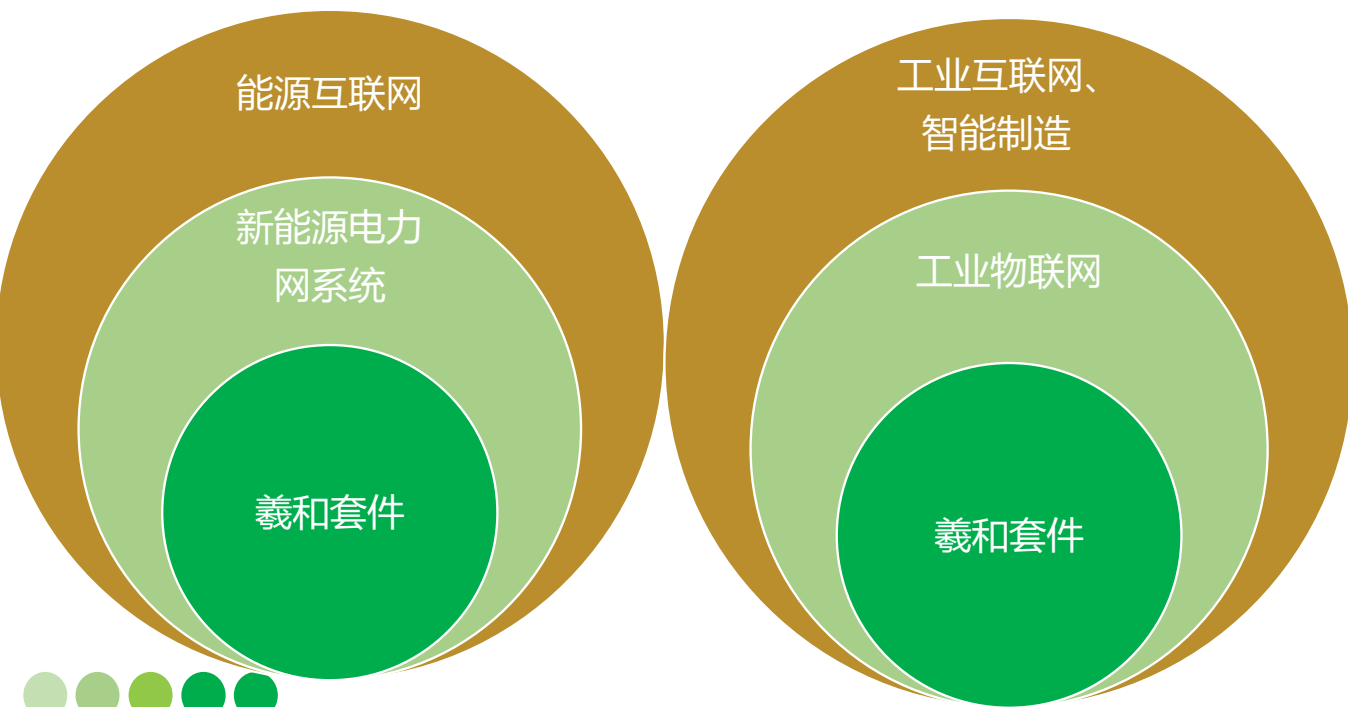 能源互联网
新能源电力
网系统
羲和套件
工业互联网、
智能制造
工业物联网
羲和套件